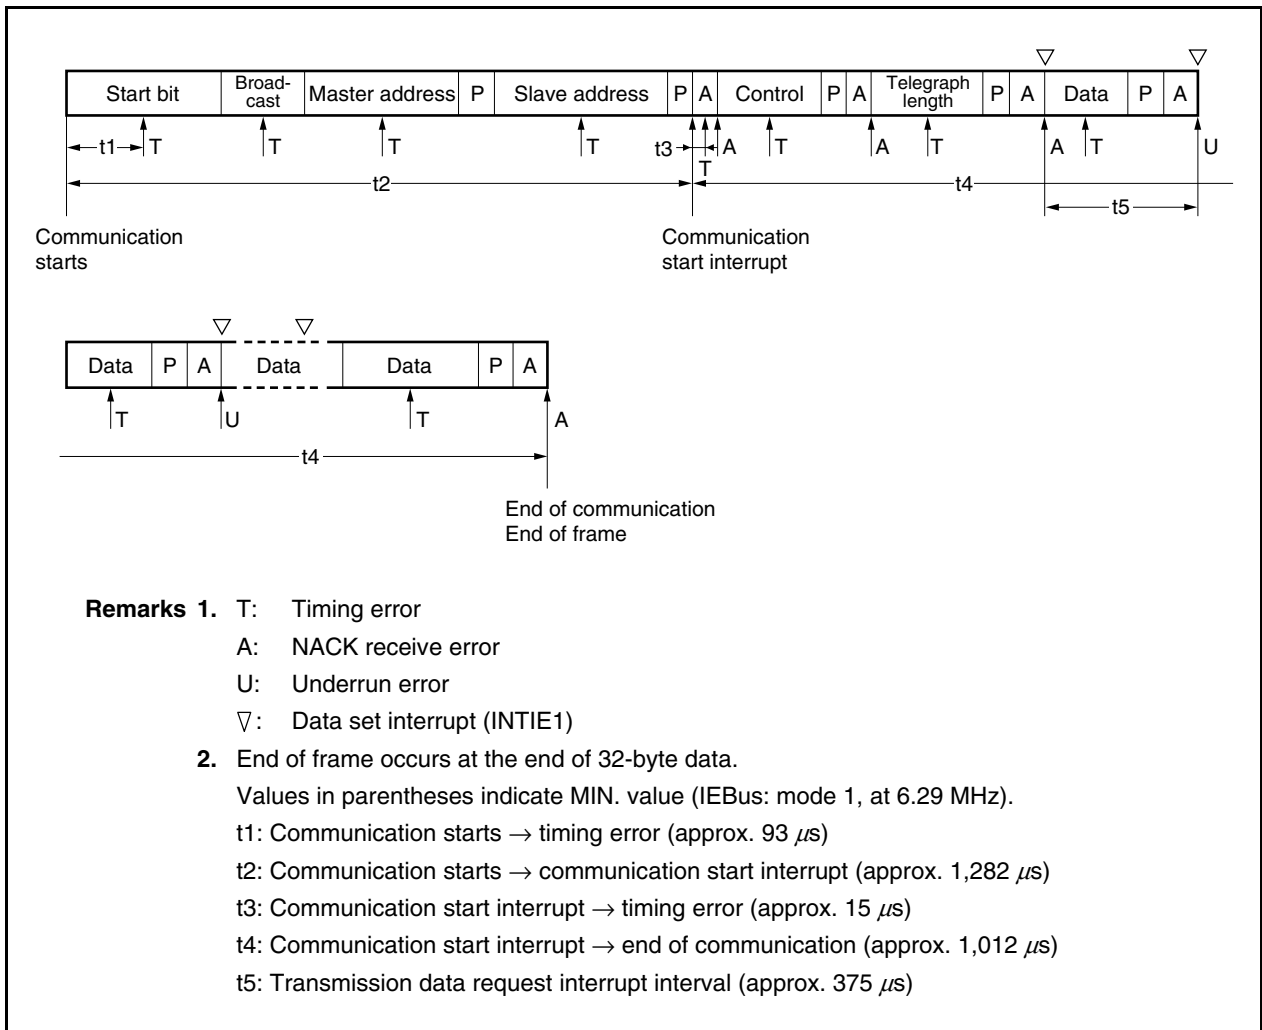 Start bit Broad- cast Master address P Slave address P A Control P A Telegraph length P A Data P A
t1 T T T T t3 T A T A T A T U
t2 t4
t5
Communication starts
Communication start interrupt
Data P A Data Data P A
T U T A
t4
End of communication
End of frame
Remarks 1. T: Timing error
A: NACK receive error
U: Underrun error
▽: Data set interrupt (INTIE1)
2. End of frame occurs at the end of 32-byte data.
Values in parentheses indicate MIN. value (IEBus: mode 1, at 6.29 MHz).
t1: Communication starts → timing error (approx. 93 μs)
t2: Communication starts → communication start interrupt (approx. 1,282 μs)
t3: Communication start interrupt → timing error (approx. 15 μs)
t4: Communication start interrupt → end of communication (approx. 1,012 μs)
t5: Transmission data request interrupt interval (approx. 375 μs)